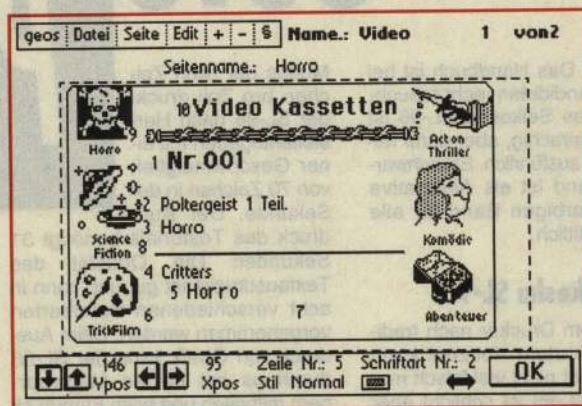 geos Datei Seite Edit + - § Name.: Video 1 von2
Seitenname.: Horro
10 Video Kassetten
9
Horro
Nr.001
Action
Thriller
2 Poltergeist 1 Teil.
3 Horro
Science
Fiction
8
Komödie
4 Critters
5 Horro
6
7
TrickFilm
Abenteuer
146 95 Zeile Nr.: 5 Schriftart Nr.: 2
Ypos Xpos Stil Normal OK